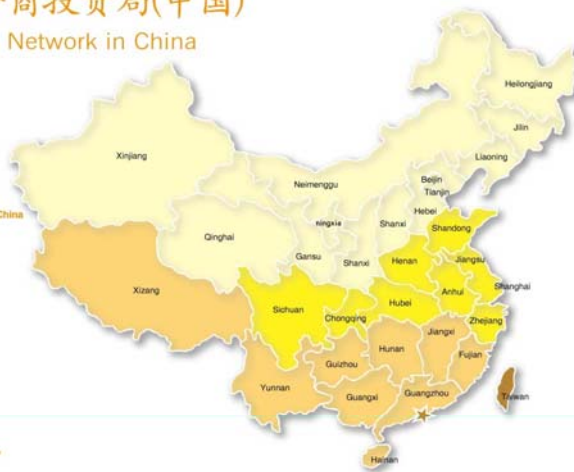 商投资局(中国)
Network in China
Heilongjiang
Jilin
Liaoning
Xinjiang
Neimenggu
Beijin
Tianjin
Hebei
China
ningxia
Shanxi
Shandong
Qinghai
Gansu
Shanxi
Henan
Jiangsu
Xizang
Sichuan
Chongqing
Hubei
Anhui
Shanghai
Zhejiang
Jiangxi
Hunan
Fujian
Guizhou
Yunnan
Guangxi
Guangzhou
Taiwan
Hainan